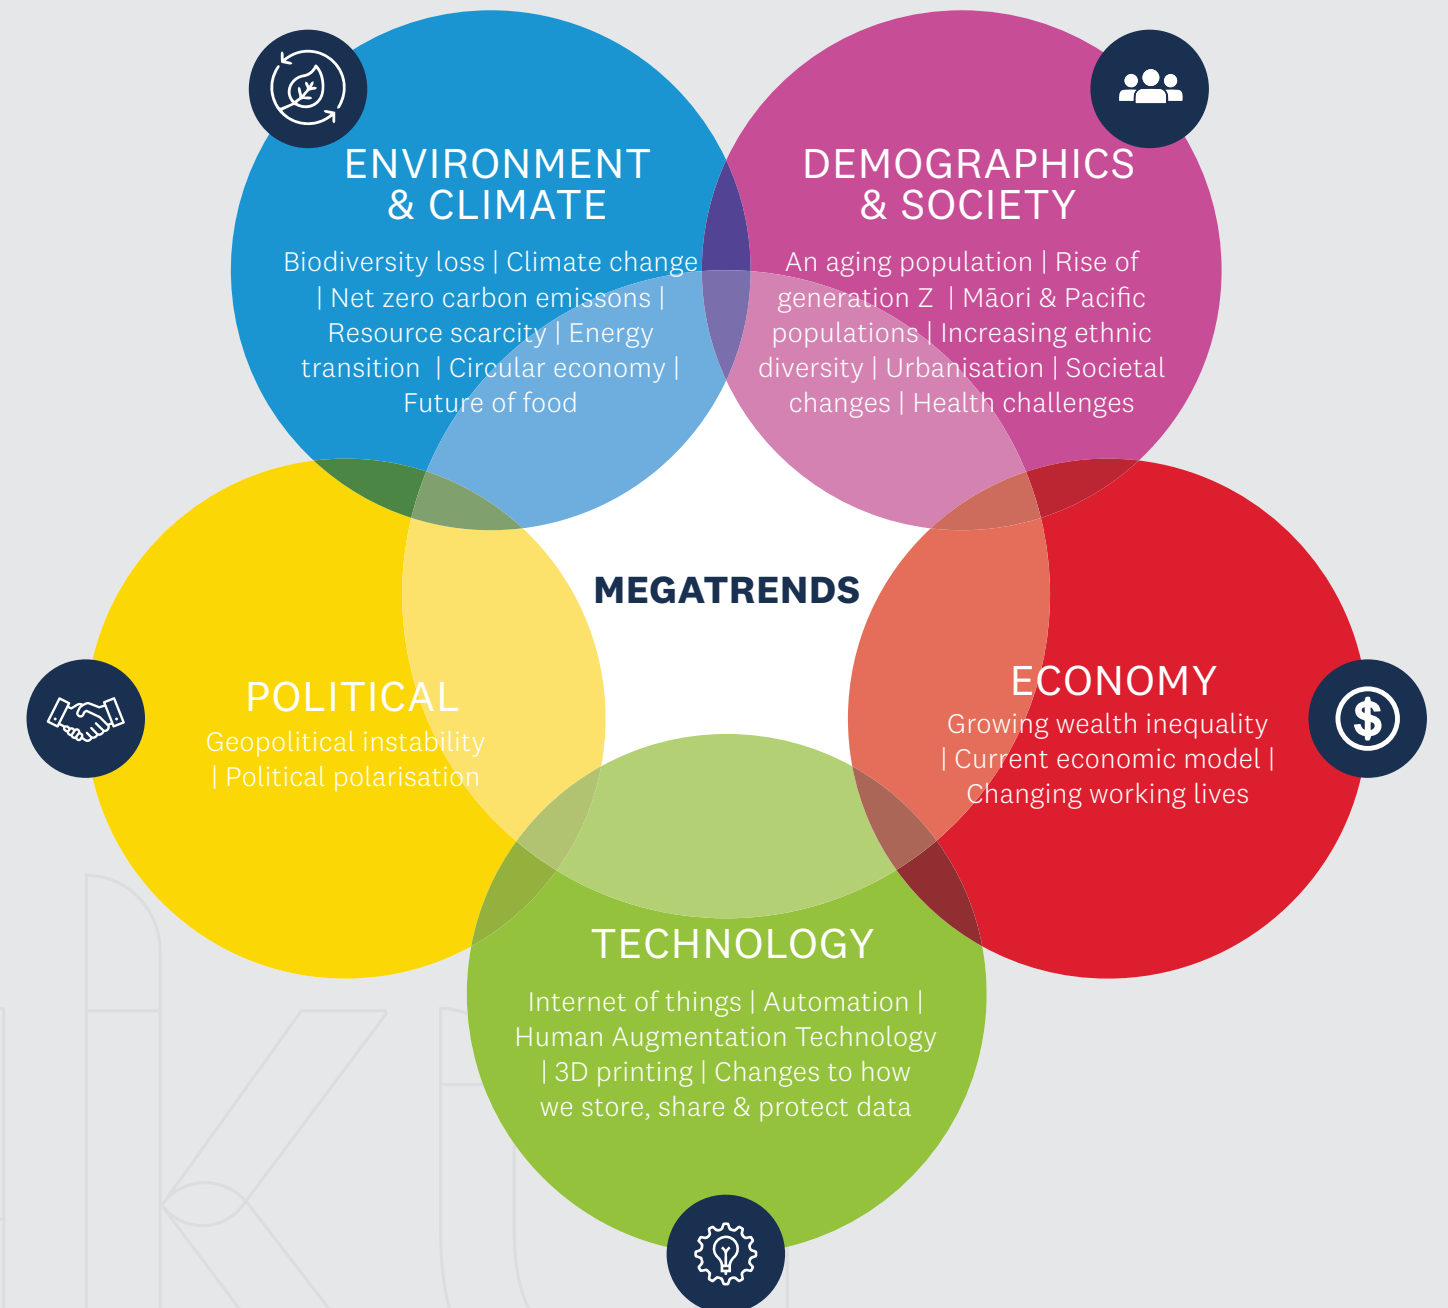 ENVIRONMENT
& CLIMATE
Biodiversity loss | Climate change
| Net zero carbon emissons |
Resource scarcity | Energy
transition | Circular economy |
Future of food
DEMOGRAPHICS
& SOCIETY
An aging population | Rise of
generation Z | Māori & Pacific
populations | Increasing ethnic
diversity | Urbanisation | Societal
changes | Health challenges
MEGATRENDS
POLITICAL
Geopolitical instability
| Political polarisation
ECONOMY
Growing wealth inequality
| Current economic model |
Changing working lives
TECHNOLOGY
Internet of things | Automation |
Human Augmentation Technology
| 3D printing | Changes to how
we store, share & protect data
$